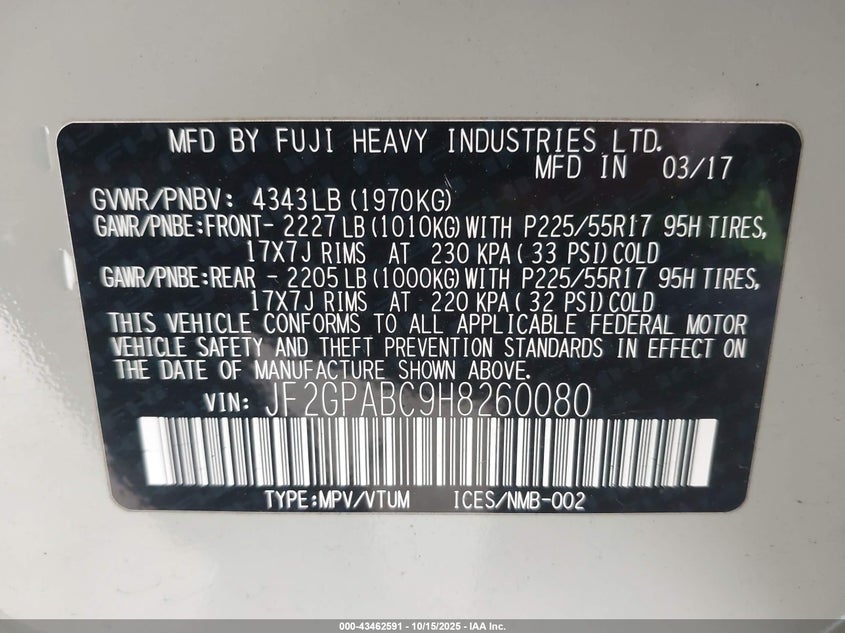 MFD BY FUJI HEAVY INDUSTRIES LTD.
MFD IN 03/17
GVWR/PNBV: 4343LB(1970KG)
GAWR/PNBE:FRONT- 2227LB(1010KG)WITH P225/55R17 95H TIRES,
17X7J RIMS AT 230 KPA( 33 PSI)COLD
GAWR/PNBE:REAR - 2205LB(1000KG)WITH P225/55R17 95H TIRES,
17X7J RIMS AT 220 KPA( 32 PSI)COLD
THIS VEHICLE CONFORMS TO ALL APPLICABLE FEDERAL MOTOR
VEHICLE SAFETY AND THEFT PREVENTION STANDARDS IN EFFECT ON
THE DATE OF MANUFACTURE SHOWN ABOVE.
VIN: JF2GPABC9H8260080
TYPE:MPV/VTUM ICES/NMB-002
000-43462591 - 10/15/2025 - IAA Inc.